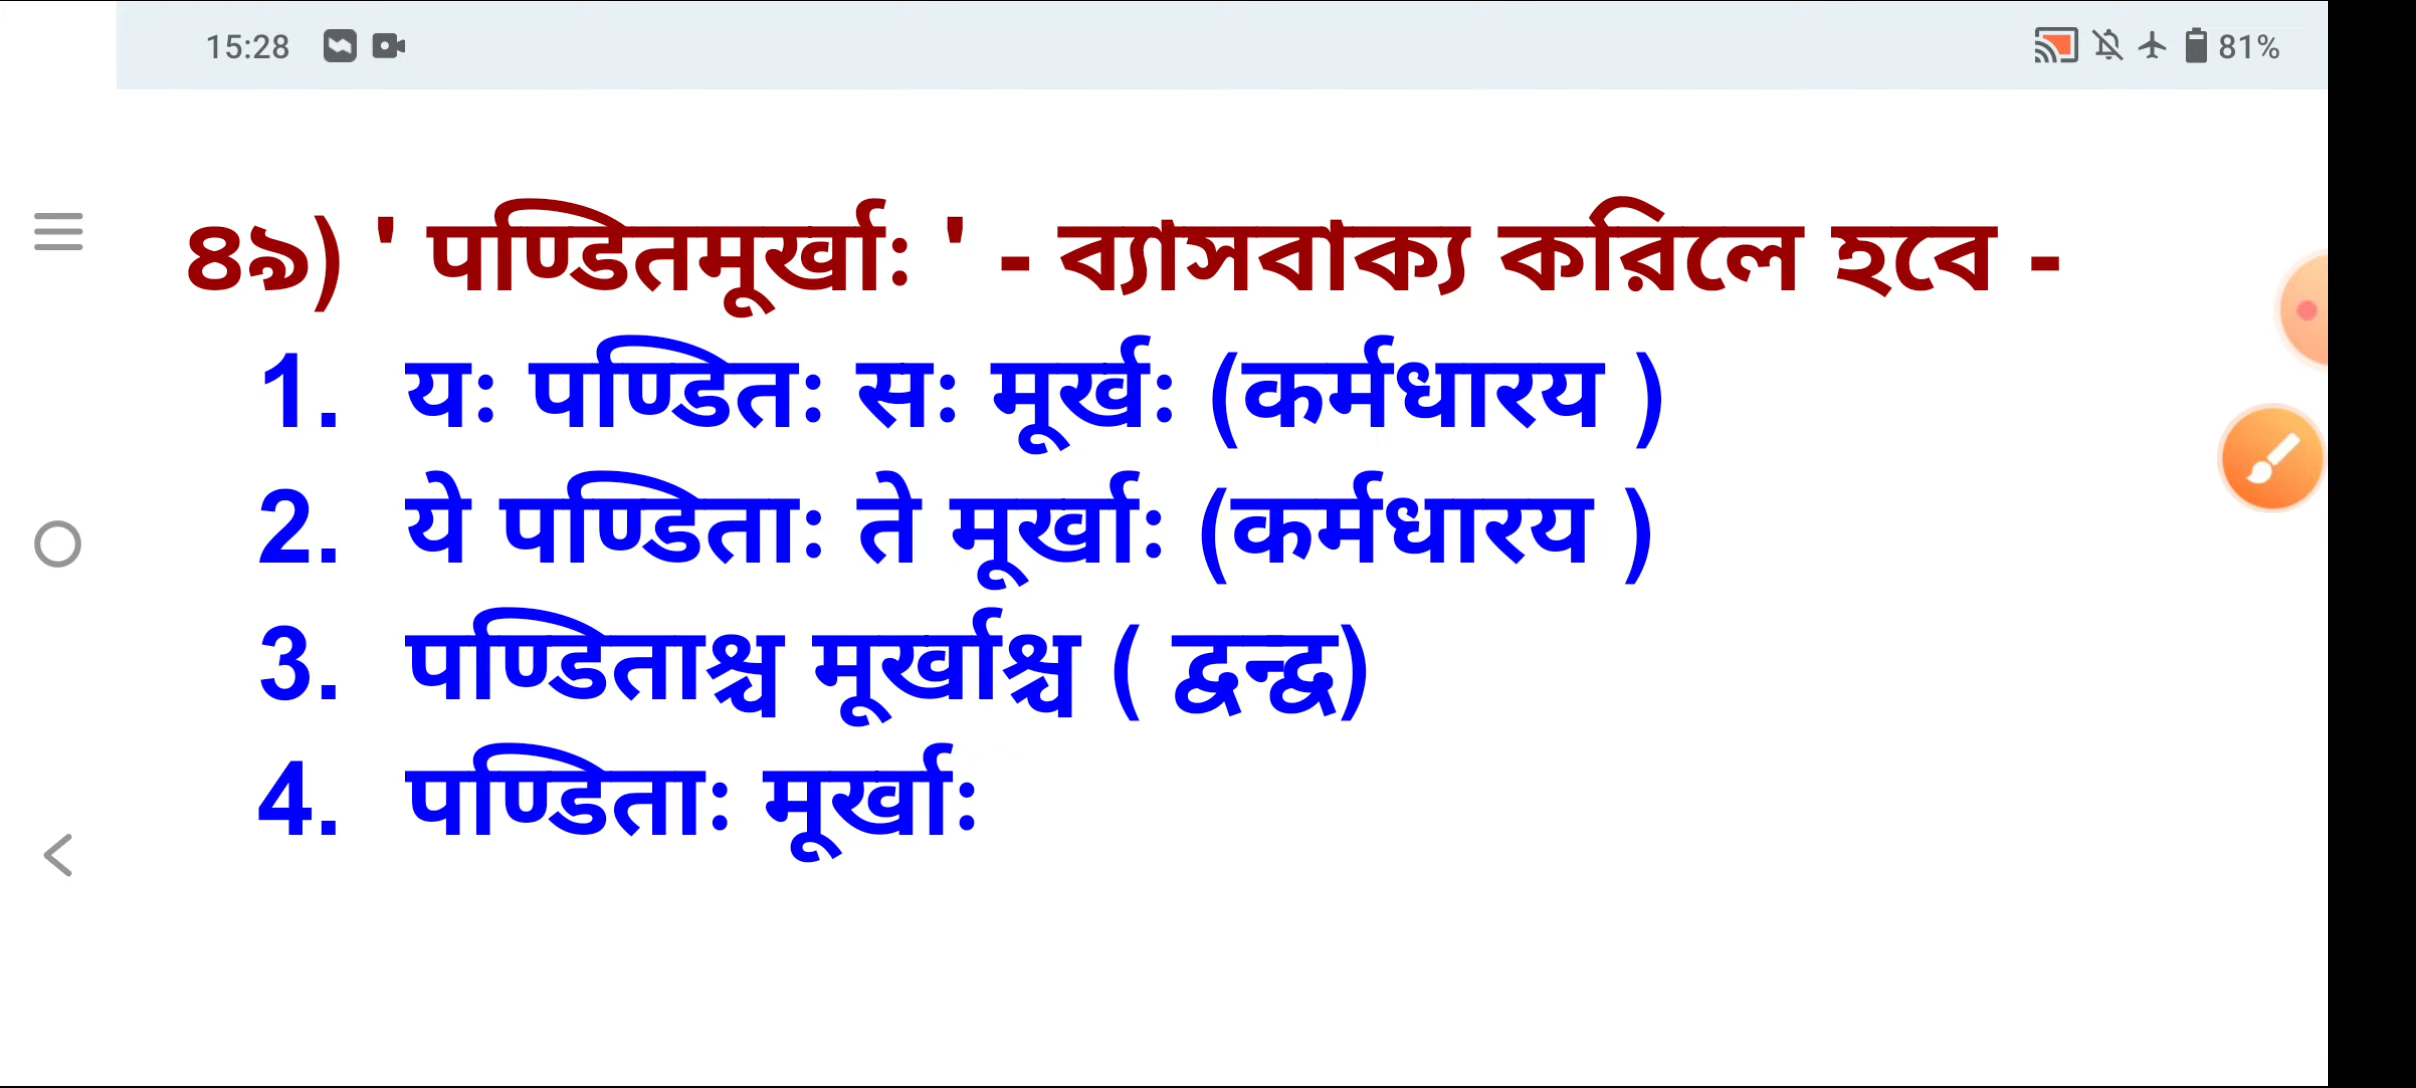 15:28 81%
৪৯) ' पण्डितमूर्खाः ' - ব্যাসবাক্য করিলে হবে -
1. यः पण्डितः सः मूर्खः (कर्मधारय )
2. ये पण्डिताः ते मूर्खाः (कर्मधारय )
3. पण्डिताश्च मूर्खाश्च ( द्वन्द्व)
4. पण्डिताः मूर्खाः